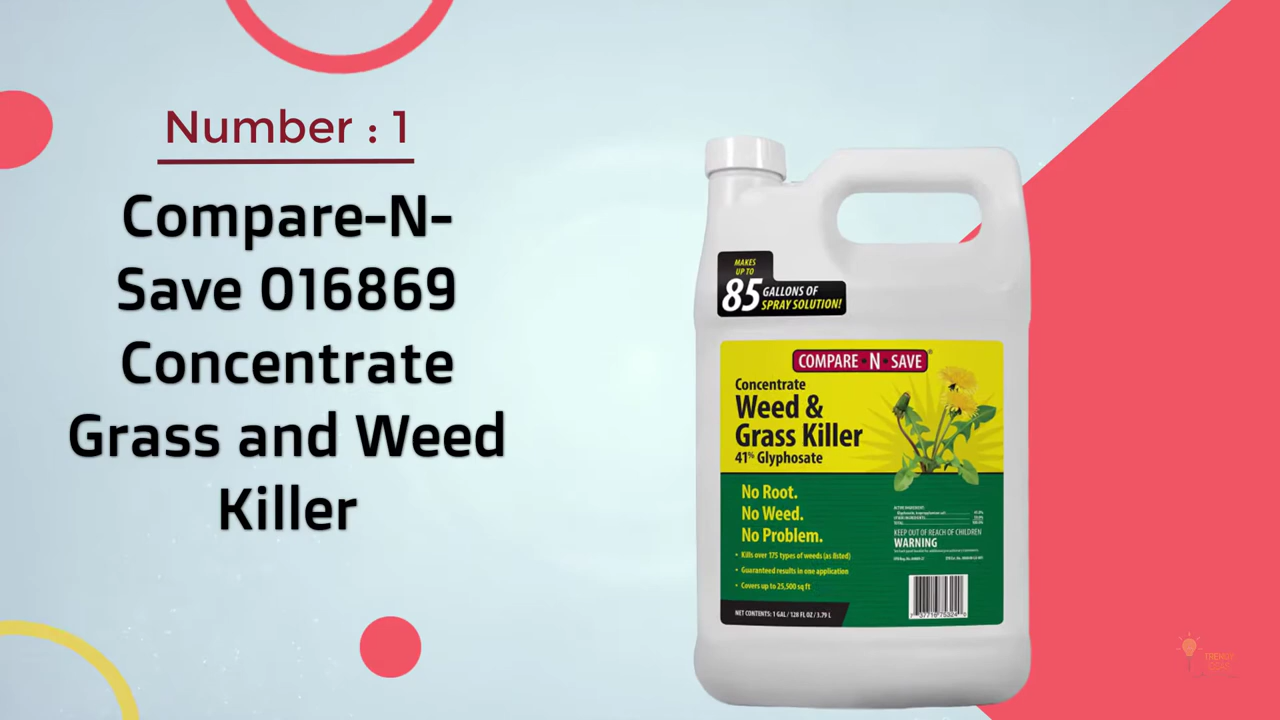 Number : 1
Compare-N-
Save 016869
Concentrate
Grass and Weed
Killer
MAKES
UP TO
85 GALLONS OF
SPRAY SOLUTION!
COMPARE•N•SAVE®
Concentrate
Weed &
Grass Killer
41% Glyphosate
No Root.
No Weed.
No Problem.
• Kills over 175 types of weeds (as listed)
• Guaranteed results in one application
• Covers up to 25,500 sq ft
KEEP OUT OF REACH OF CHILDREN
WARNING
NET CONTENTS: 1 GAL / 128 FL OZ / 3.79 L